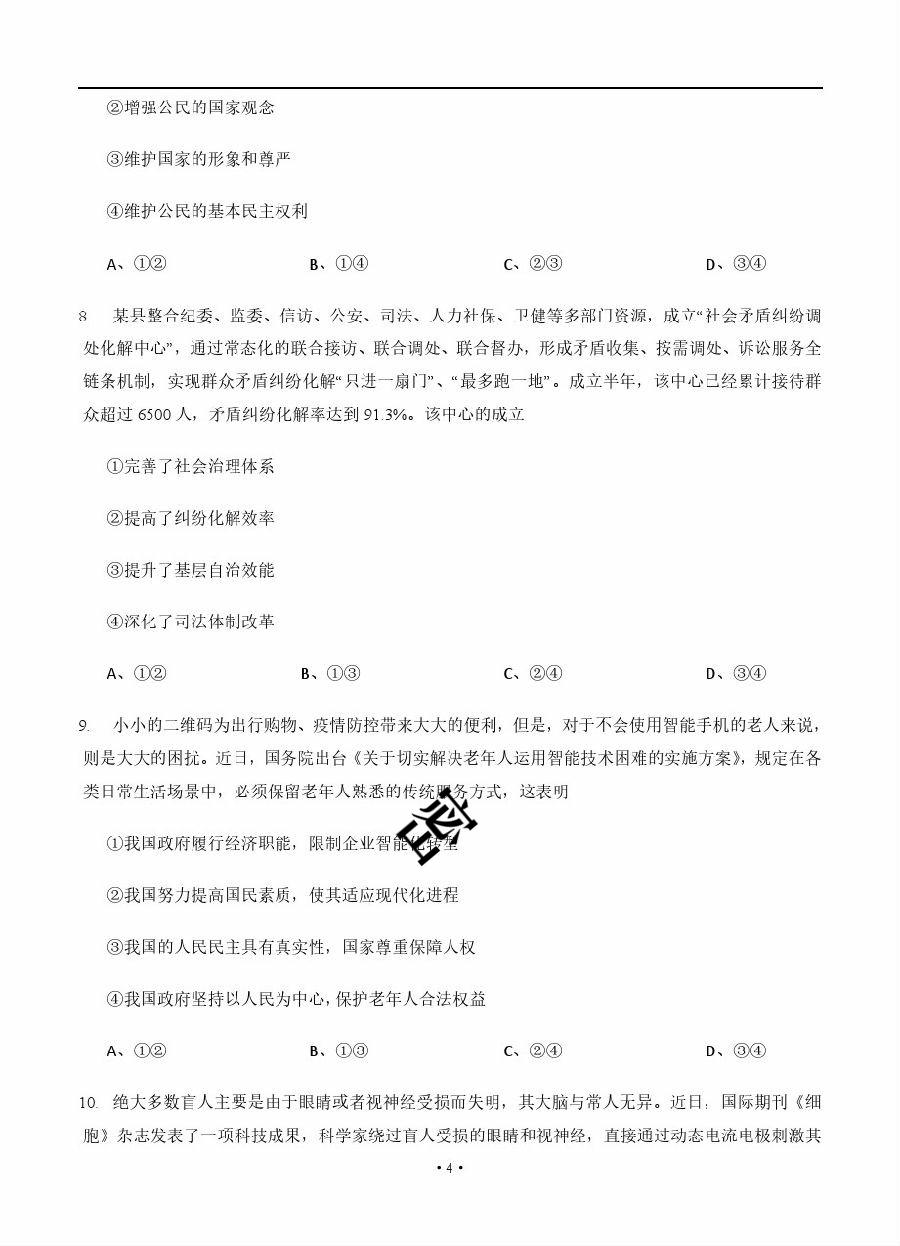 ②增强公民的国家观念
③维护国家的形象和尊严
④维护公民的基本民主权利
A、①② B、①④ C、②③ D、③④
8 某县整合纪委、监委、信访、公安、司法、人力社保、卫健等多部门资源，成立“社会矛盾纠纷调
处化解中心”，通过常态化的联合接访、联合调处、联合督办，形成矛盾收集、按需调处、诉讼服务全
链条机制，实现群众矛盾纠纷化解“只进一扇门”、“最多跑一地”。成立半年，该中心已经累计接待群
众超过 6500 人，矛盾纠纷化解率达到 91.3%。该中心的成立
①完善了社会治理体系
②提高了纠纷化解效率
③提升了基层自治效能
④深化了司法体制改革
A、①② B、①③ C、②④ D、③④
9. 小小的二维码为出行购物、疫情防控带来大大的便利，但是，对于不会使用智能手机的老人来说，
则是大大的困扰。近日，国务院出台《关于切实解决老年人运用智能技术困难的实施方案》，规定在各
类日常生活场景中，必须保留老年人熟悉的传统服务方式，这表明
①我国政府履行经济职能，限制企业智能化转型
②我国努力提高国民素质，使其适应现代化进程
③我国的人民民主具有真实性，国家尊重保障人权
④我国政府坚持以人民为中心，保护老年人合法权益
A、①② B、①③ C、②④ D、③④
10. 绝大多数盲人主要是由于眼睛或者视神经受损而失明，其大脑与常人无异。近日，国际期刊《细
胞》杂志发表了一项科技成果，科学家绕过盲人受损的眼睛和视神经，直接通过动态电流电极刺激其
• 4 •